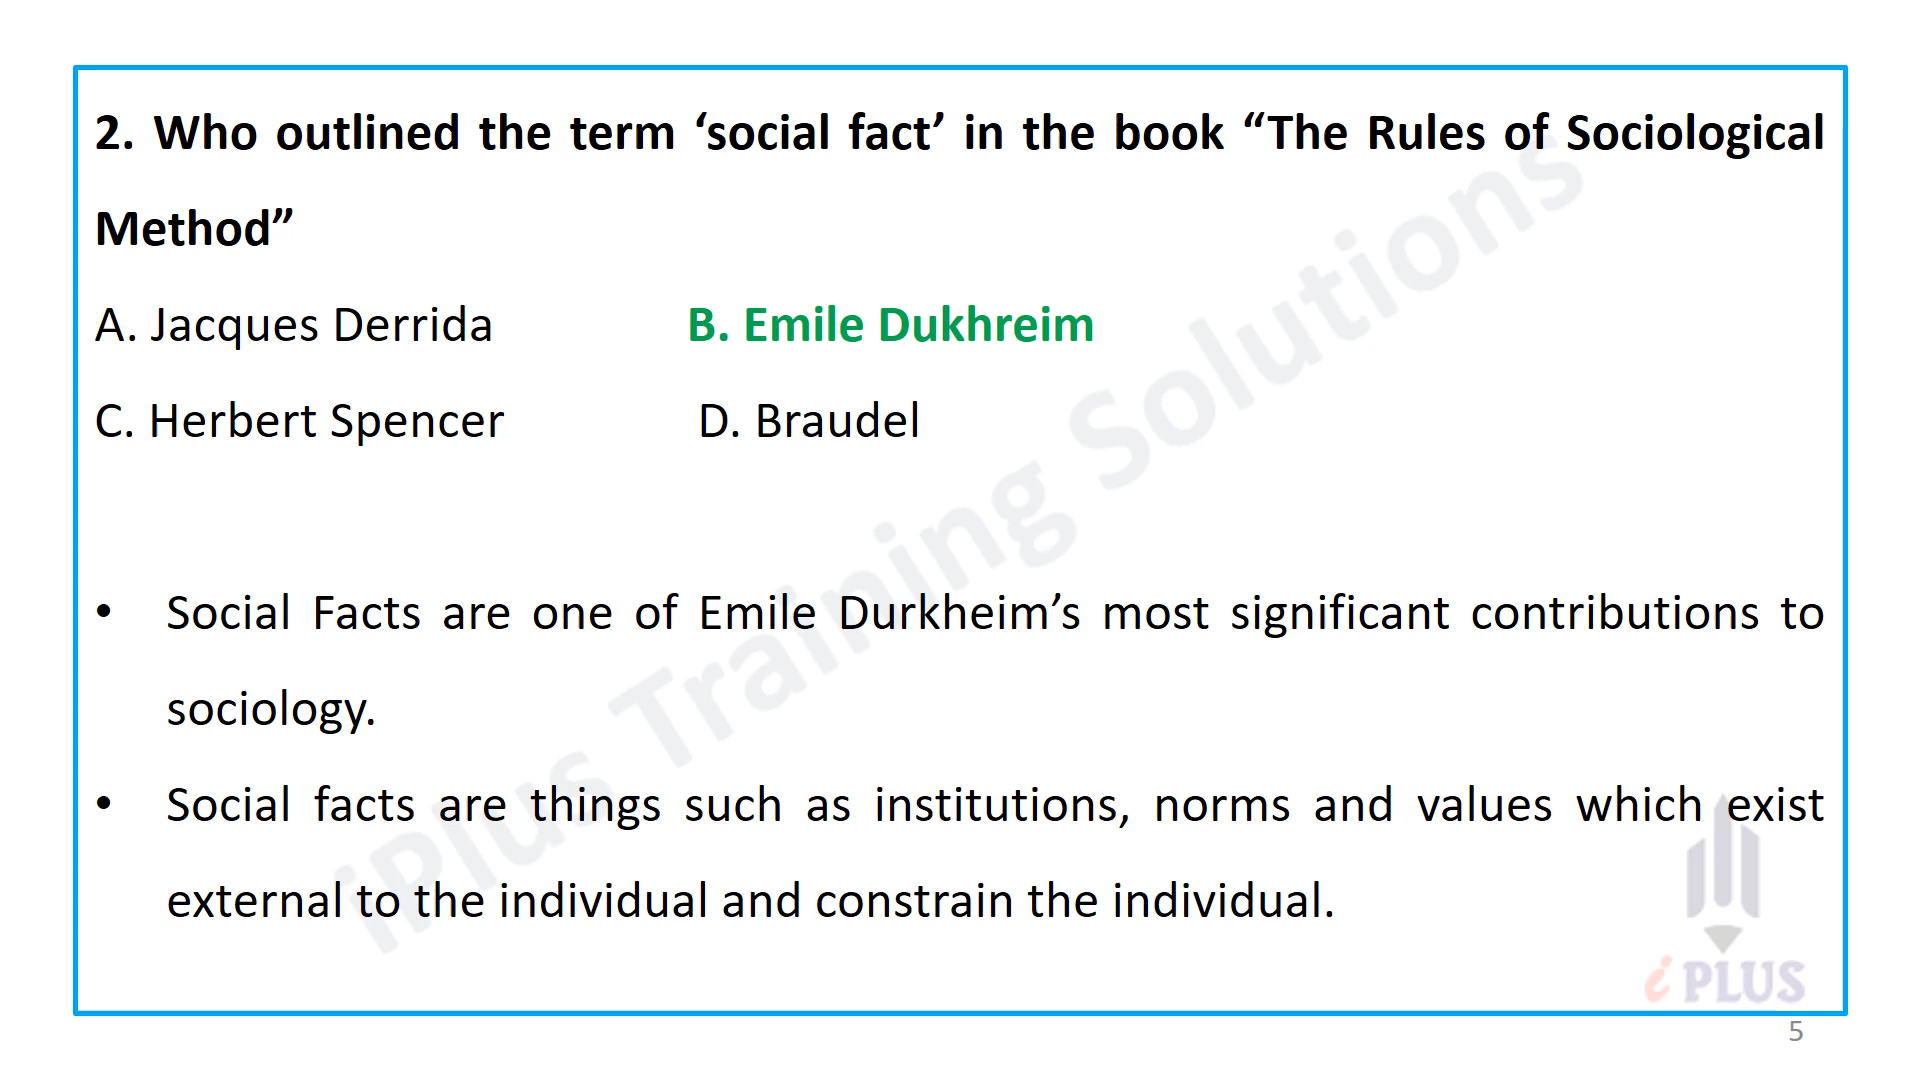 2. Who outlined the term ‘social fact’ in the book “The Rules of Sociological
Method”
A. Jacques Derrida B. Emile Dukhreim
C. Herbert Spencer D. Braudel
• Social Facts are one of Emile Durkheim’s most significant contributions to
sociology.
• Social facts are things such as institutions, norms and values which exist
external to the individual and constrain the individual.
iPlus Training Solutions
i PLUS
5